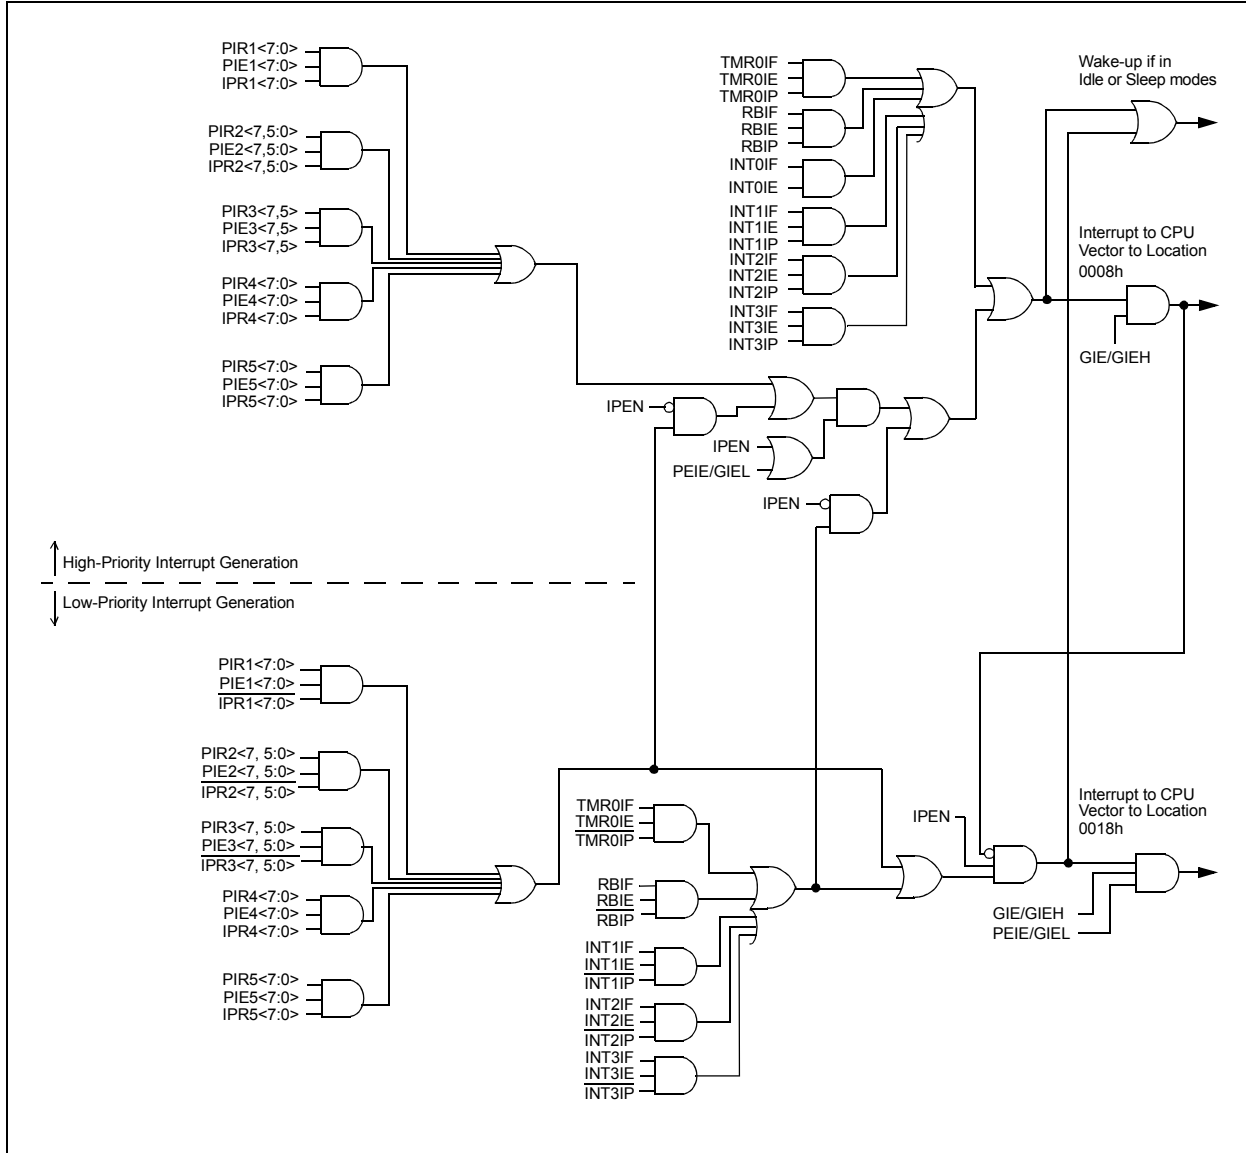 PIR1<7:0>
PIE1<7:0>
IPR1<7:0>
PIR2<7,5:0>
PIE2<7,5:0>
IPR2<7,5:0>
PIR3<7,5>
PIE3<7,5>
IPR3<7,5>
PIR4<7:0>
PIE4<7:0>
IPR4<7:0>
PIR5<7:0>
PIE5<7:0>
IPR5<7:0>
TMR0IF
TMR0IE
TMR0IP
RBIF
RBIE
RBIP
INT0IF
INT0IE
INT1IF
INT1IE
INT1IP
INT2IF
INT2IE
INT2IP
INT3IF
INT3IE
INT3IP
Wake-up if in
Idle or Sleep modes
Interrupt to CPU
Vector to Location
0008h
GIE/GIEH
IPEN
IPEN
PEIE/GIEL
IPEN
High-Priority Interrupt Generation
Low-Priority Interrupt Generation
PIR1<7:0>
PIE1<7:0>
IPR1<7:0>
PIR2<7, 5:0>
PIE2<7, 5:0>
IPR2<7, 5:0>
PIR3<7, 5:0>
PIE3<7, 5:0>
IPR3<7, 5:0>
PIR4<7:0>
PIE4<7:0>
IPR4<7:0>
PIR5<7:0>
PIE5<7:0>
IPR5<7:0>
TMR0IF
TMR0IE
TMR0IP
RBIF
RBIE
RBIP
INT1IF
INT1IE
INT1IP
INT2IF
INT2IE
INT2IP
INT3IF
INT3IE
INT3IP
IPEN
Interrupt to CPU
Vector to Location
0018h
GIE/GIEH
PEIE/GIEL